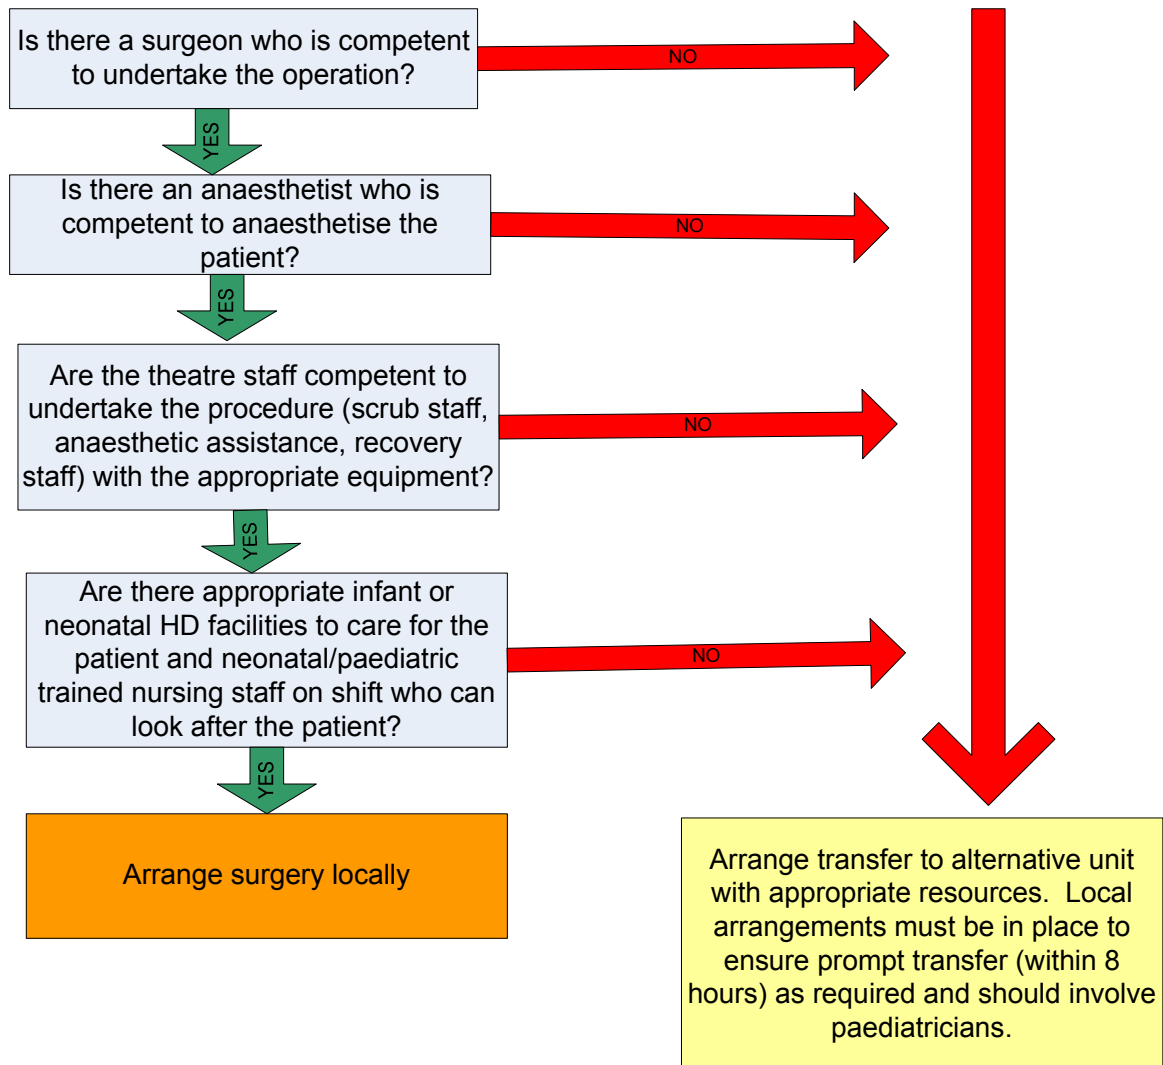 Is there a surgeon who is competent
to undertake the operation?
NO
YES
Is there an anaesthetist who is
competent to anaesthetise the
patient?
NO
YES
Are the theatre staff competent to
undertake the procedure (scrub staff,
anaesthetic assistance, recovery
staff) with the appropriate equipment?
NO
YES
Are there appropriate infant or
neonatal HD facilities to care for the
patient and neonatal/paediatric
trained nursing staff on shift who can
look after the patient?
NO
YES
Arrange surgery locally
Arrange transfer to alternative unit
with appropriate resources.  Local
arrangements must be in place to
ensure prompt transfer (within 8
hours) as required and should involve
paediatricians.